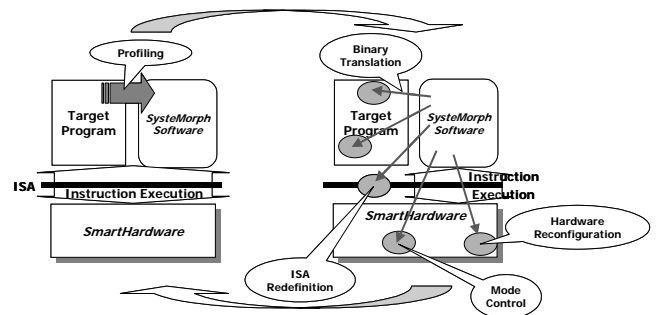 Profiling
Target
Program
SysteMorph
Software
ISA
Instruction Execution
SmartHardware
Binary
Translation
Target
Program
SysteMorph
Software
Instruction
Execution
SmartHardware
Hardware
Reconfiguration
ISA
Redefinition
Mode
Control